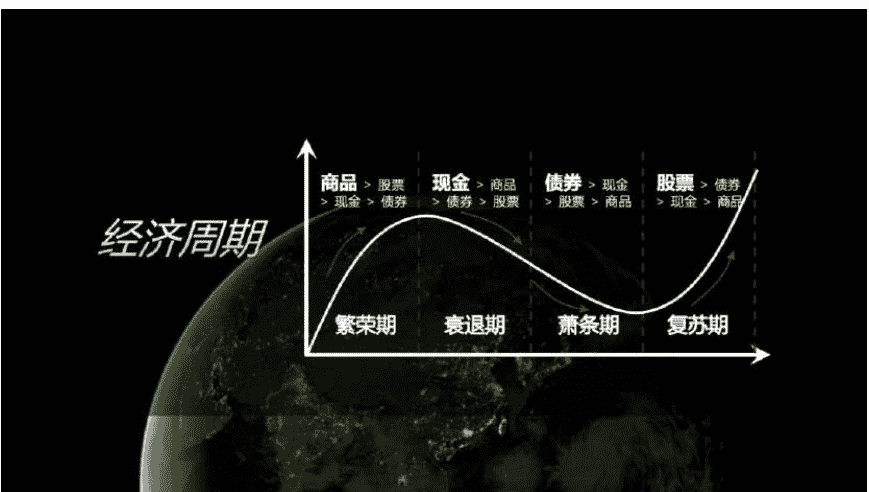 经济周期
商品 > 股票
> 现金 > 债券
现金 > 商品
> 债券 > 股票
债券 > 现金
> 股票 > 商品
股票 > 债券
> 现金 > 商品
繁荣期
衰退期
萧条期
复苏期